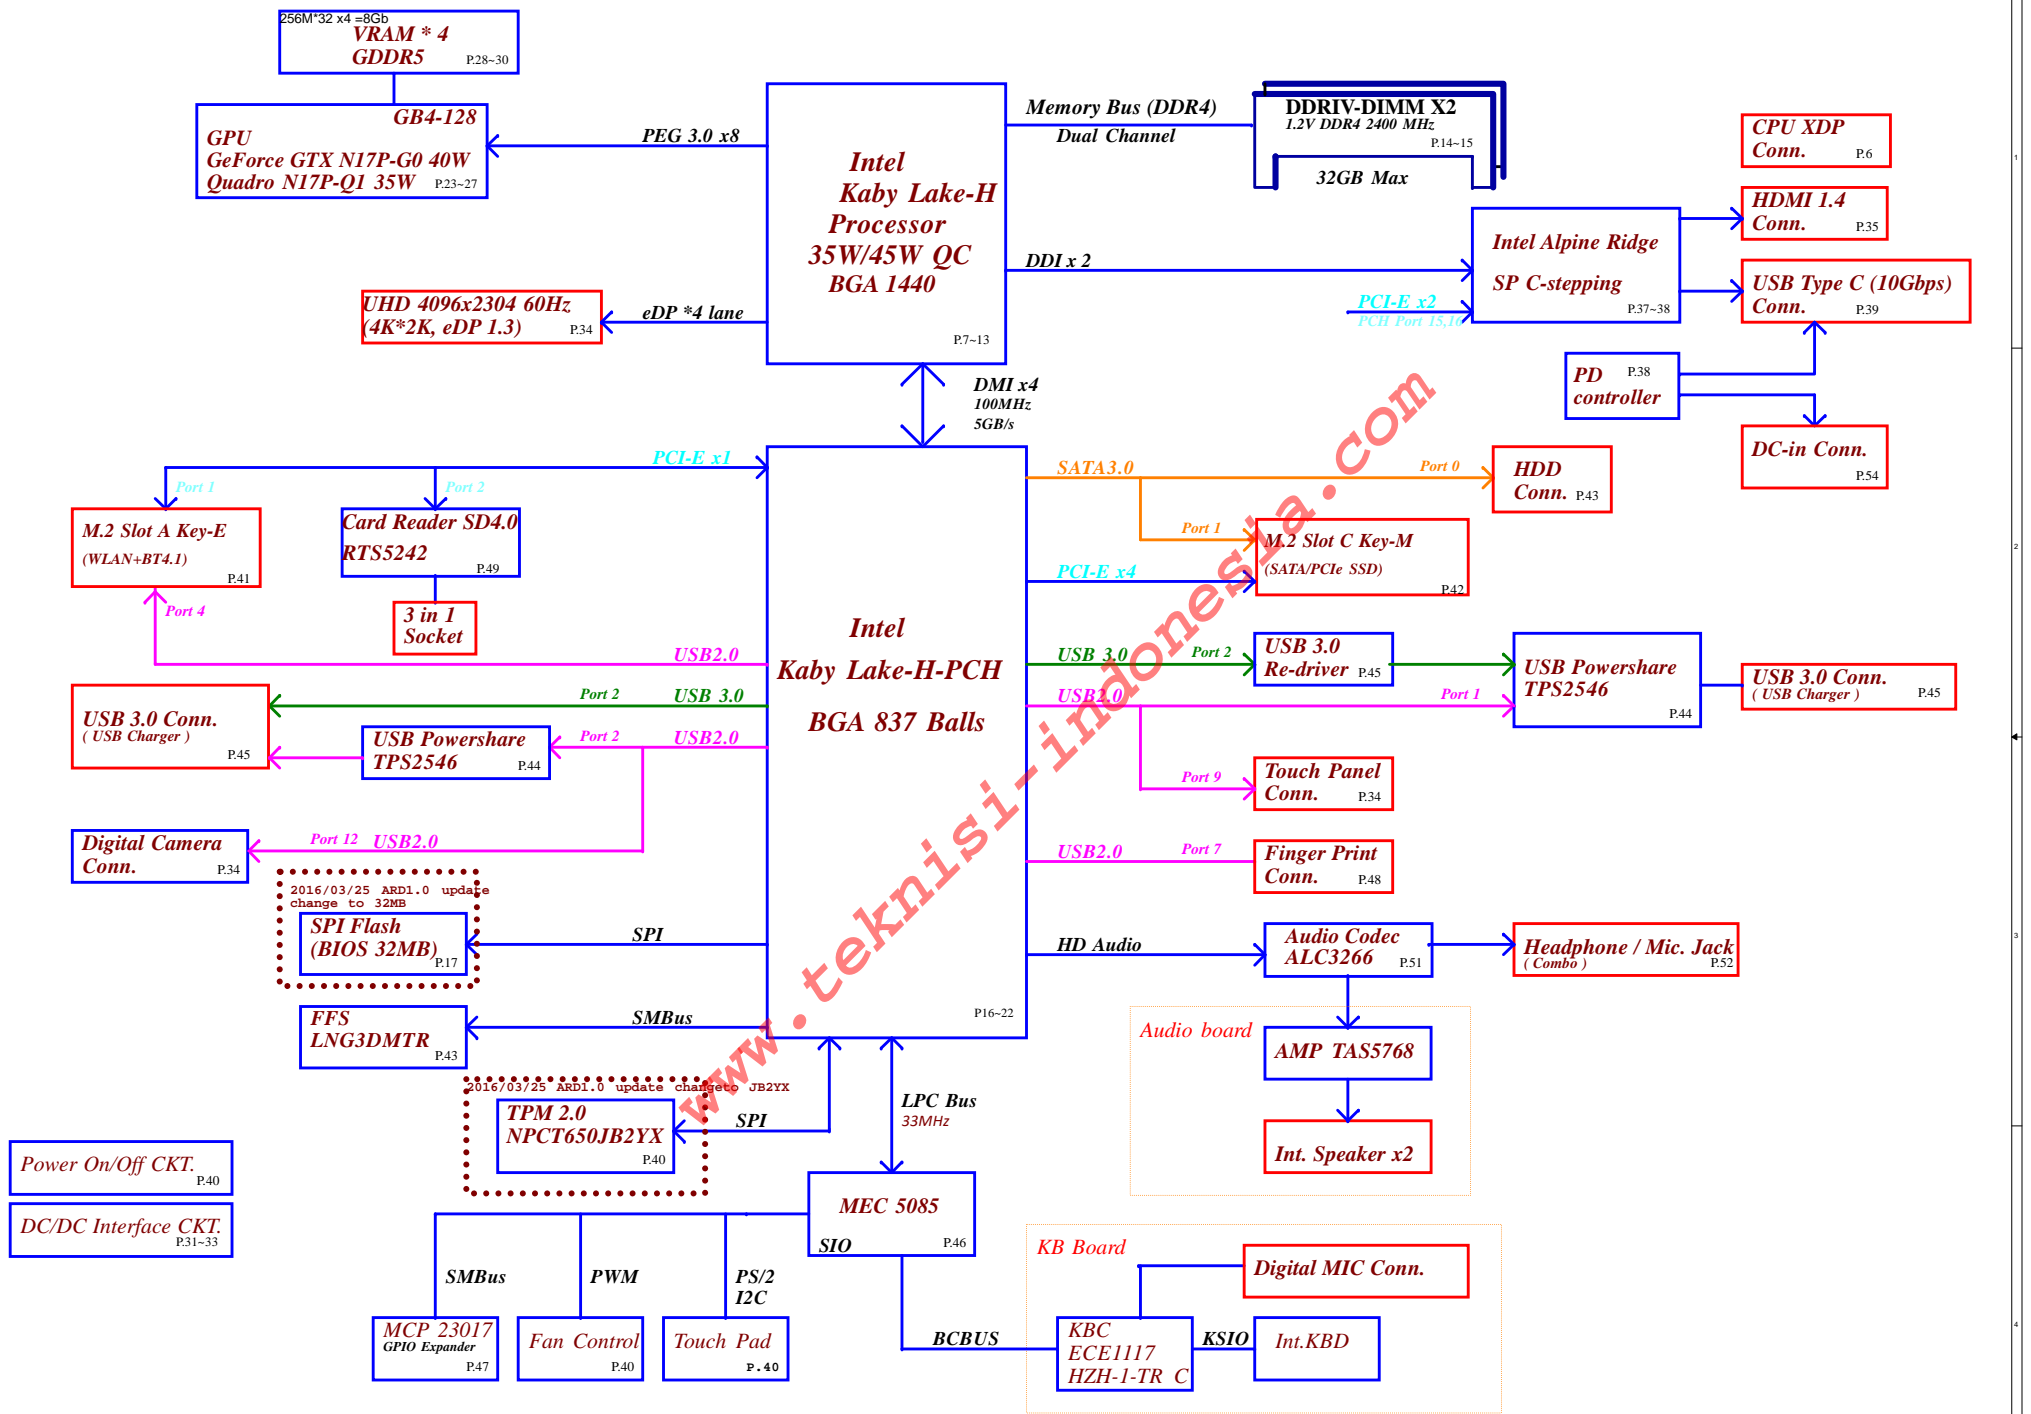 256M*32 x4 =8Gb
VRAM * 4
GDDR5
P.28~30
GB4-128
GPU
GeForce GTX N17P-G0 40W
Quadro N17P-Q1 35W
P.23~27
PEG 3.0 x8
Intel
Kaby Lake-H
Processor
35W/45W QC
BGA 1440
P.7~13
Memory Bus (DDR4)
Dual Channel
DDRIV-DIMM X2
1.2V DDR4 2400 MHz
P.14~15
32GB Max
CPU XDP
Conn.
P.6
HDMI 1.4
Conn.
P.35
Intel Alpine Ridge
SP C-stepping
P.37~38
DDI x 2
PCI-E x2
PCH Port 15,16
USB Type C (10Gbps)
Conn.
P.39
UHD 4096x2304 60Hz
(4K*2K, eDP 1.3)
P.34
eDP *4 lane
PD
controller
P.38
DC-in Conn.
P.54
DMI x4
100MHz
5GB/s
PCI-E x1
Port 1
Port 2
M.2 Slot A Key-E
(WLAN+BT4.1)
P.41
Card Reader SD4.0
RTS5242
P.49
3 in 1
Socket
Port 4
USB2.0
SATA3.0
Port 0
HDD
Conn.
P.43
Port 1
M.2 Slot C Key-M
(SATA/PCIe SSD)
P.42
PCI-E x4
Intel
Kaby Lake-H-PCH
BGA 837 Balls
P16~22
USB 3.0
Port 2
USB 3.0
Re-driver
P.45
USB Powershare
TPS2546
P.44
USB 3.0 Conn.
( USB Charger )
P.45
USB2.0
Port 1
USB 3.0 Conn.
( USB Charger )
P.45
Port 2
USB 3.0
USB Powershare
TPS2546
P.44
Port 2
USB2.0
Port 9
Touch Panel
Conn.
P.34
Digital Camera
Conn.
P.34
Port 12
USB2.0
USB2.0
Port 7
Finger Print
Conn.
P.48
2016/03/25 ARD1.0 update
change to 32MB
SPI Flash
(BIOS 32MB)
P.17
SPI
HD Audio
Audio Codec
ALC3266
P.51
Headphone / Mic. Jack
( Combo )
P.52
FFS
LNG3DMTR
P.43
SMBus
Audio board
AMP TAS5768
Int. Speaker x2
2016/03/25 ARD1.0 update changeto JB2YX
TPM 2.0
NPCT650JB2YX
P.40
SPI
LPC Bus
33MHz
Power On/Off CKT.
P.40
DC/DC Interface CKT.
P.31~33
MEC 5085
SIO
P.46
SMBus
PWM
PS/2
I2C
MCP 23017
GPIO Expander
P.47
Fan Control
P.40
Touch Pad
P.40
BCBUS
KB Board
Digital MIC Conn.
KBC
ECE1117
HZH-1-TR C
KSIO
Int.KBD
www.teknisi-indonesia.com
1
2
3
4